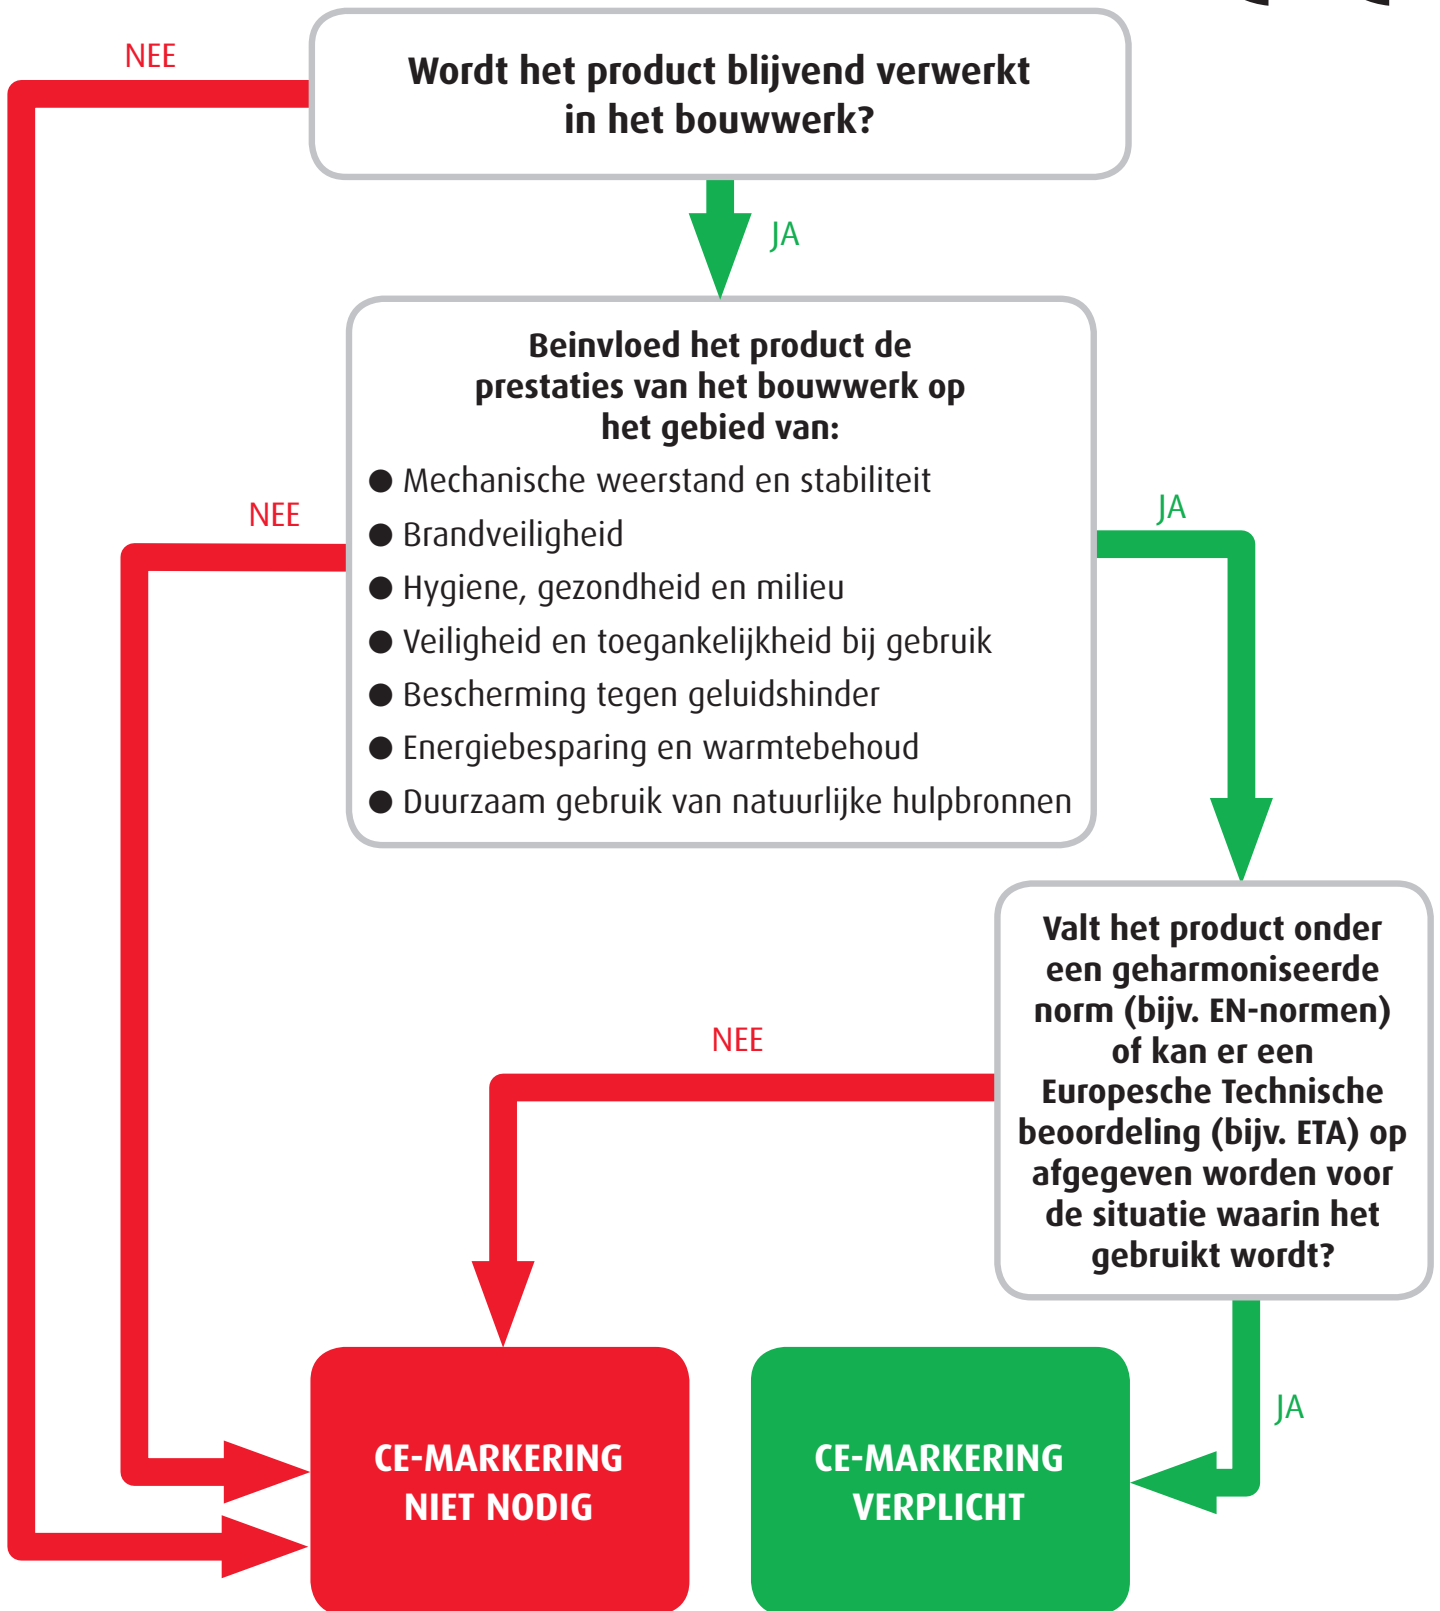 NEE
Wordt het product blijvend verwerkt
in het bouwwerk?
JA
Beinvloed het product de
prestaties van het bouwwerk op
het gebied van:
● Mechanische weerstand en stabiliteit
● Brandveiligheid
● Hygiene, gezondheid en milieu
● Veiligheid en toegankelijkheid bij gebruik
● Bescherming tegen geluidshinder
● Energiebesparing en warmtebehoud
● Duurzaam gebruik van natuurlijke hulpbronnen
NEE
JA
Valt het product onder
een geharmoniseerde
norm (bijv. EN-normen)
of kan er een
Europesche Technische
beoordeling (bijv. ETA) op
afgegeven worden voor
de situatie waarin het
gebruikt wordt?
NEE
JA
CE-MARKERING
NIET NODIG
CE-MARKERING
VERPLICHT